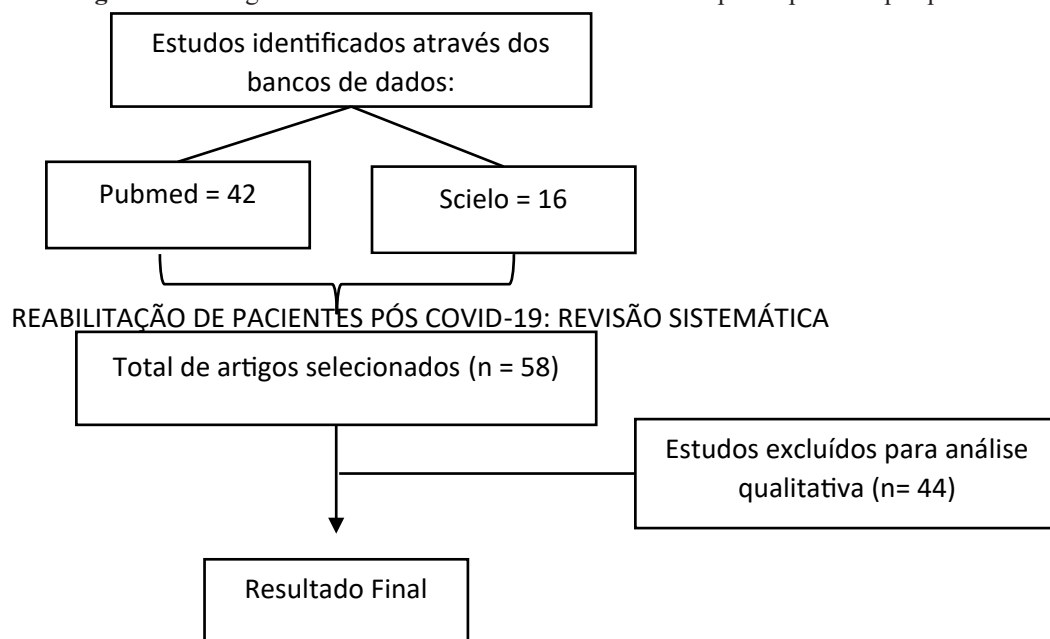 Estudos identificados através dos
bancos de dados:
Pubmed = 42
Scielo = 16
REABILITAÇÃO DE PACIENTES PÓS COVID-19: REVISÃO SISTEMÁTICA
Total de artigos selecionados (n = 58)
Estudos excluídos para análise
qualitativa (n= 44)
Resultado Final